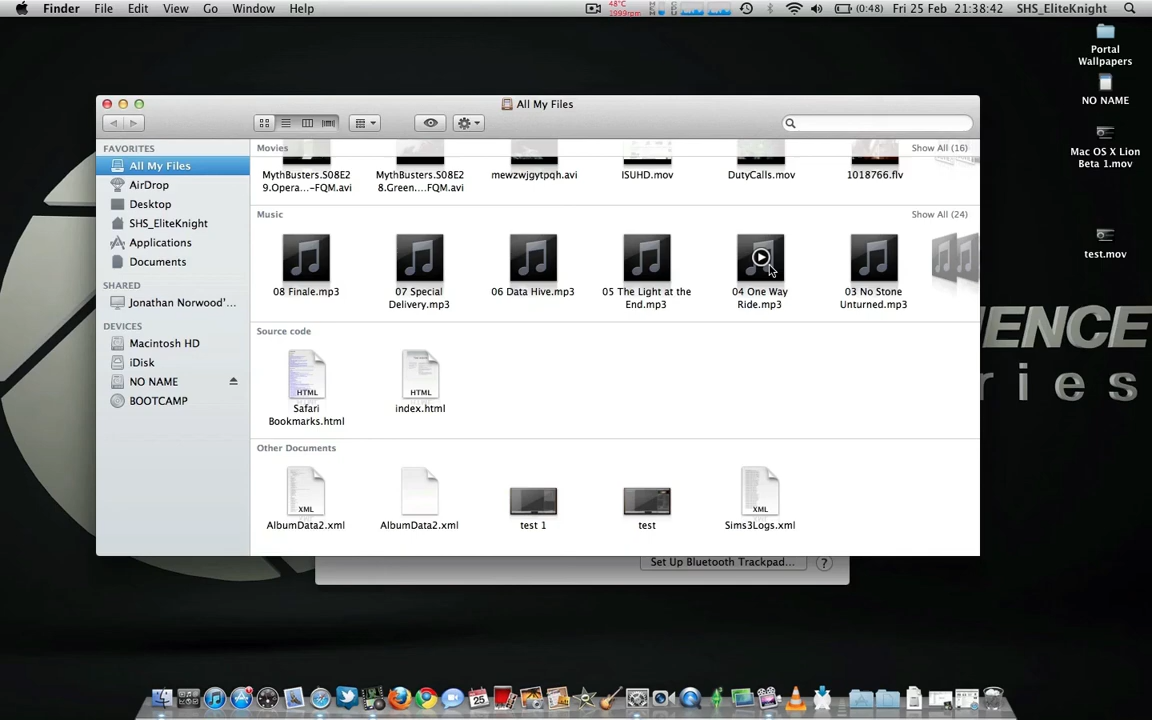 Finder File Edit View Go Window Help
48°C
1999rpm
(0:48) Fri 25 Feb 21:38:42 SHS_EliteKnight
Portal
Wallpapers
NO NAME
Mac OS X Lion
Beta 1.mov
test.mov
All My Files
FAVORITES
All My Files
AirDrop
Desktop
SHS_EliteKnight
Applications
Documents
SHARED
Jonathan Norwood'...
DEVICES
Macintosh HD
iDisk
NO NAME
BOOTCAMP
Movies Show All (16)
MythBusters.S08E2
9.Opera...-FQM.avi
MythBusters.S08E2
8.Green....FQM.avi
mewzwjgytpqh.avi
ISUHD.mov
DutyCalls.mov
1018766.flv
Music Show All (24)
08 Finale.mp3
07 Special
Delivery.mp3
06 Data Hive.mp3
05 The Light at the
End.mp3
04 One Way
Ride.mp3
03 No Stone
Unturned.mp3
Source code
HTML
Safari
Bookmarks.html
HTML
index.html
Other Documents
XML
AlbumData2.xml
AlbumData2.xml
test 1
test
XML
Sims3Logs.xml
Set Up Bluetooth Trackpad... ?
ENCE
ries
25